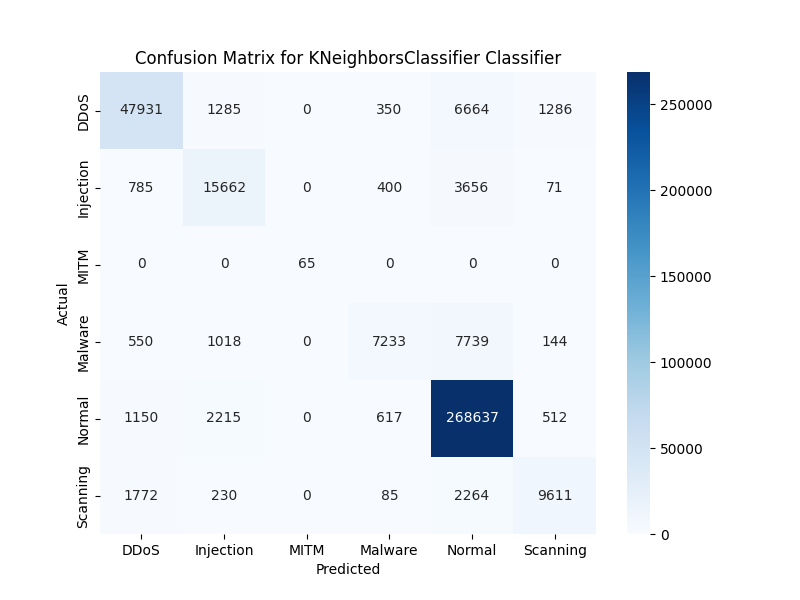 Confusion Matrix for KNeighborsClassifier Classifier
DDoS 47931 1285 0 350 6664 1286
Injection 785 15662 0 400 3656 71
MITM 0 0 65 0 0 0
Malware 550 1018 0 7233 7739 144
Normal 1150 2215 0 617 268637 512
Scanning 1772 230 0 85 2264 9611
DDoS Injection MITM Malware Normal Scanning
Predicted
Actual
250000
200000
150000
100000
50000
0